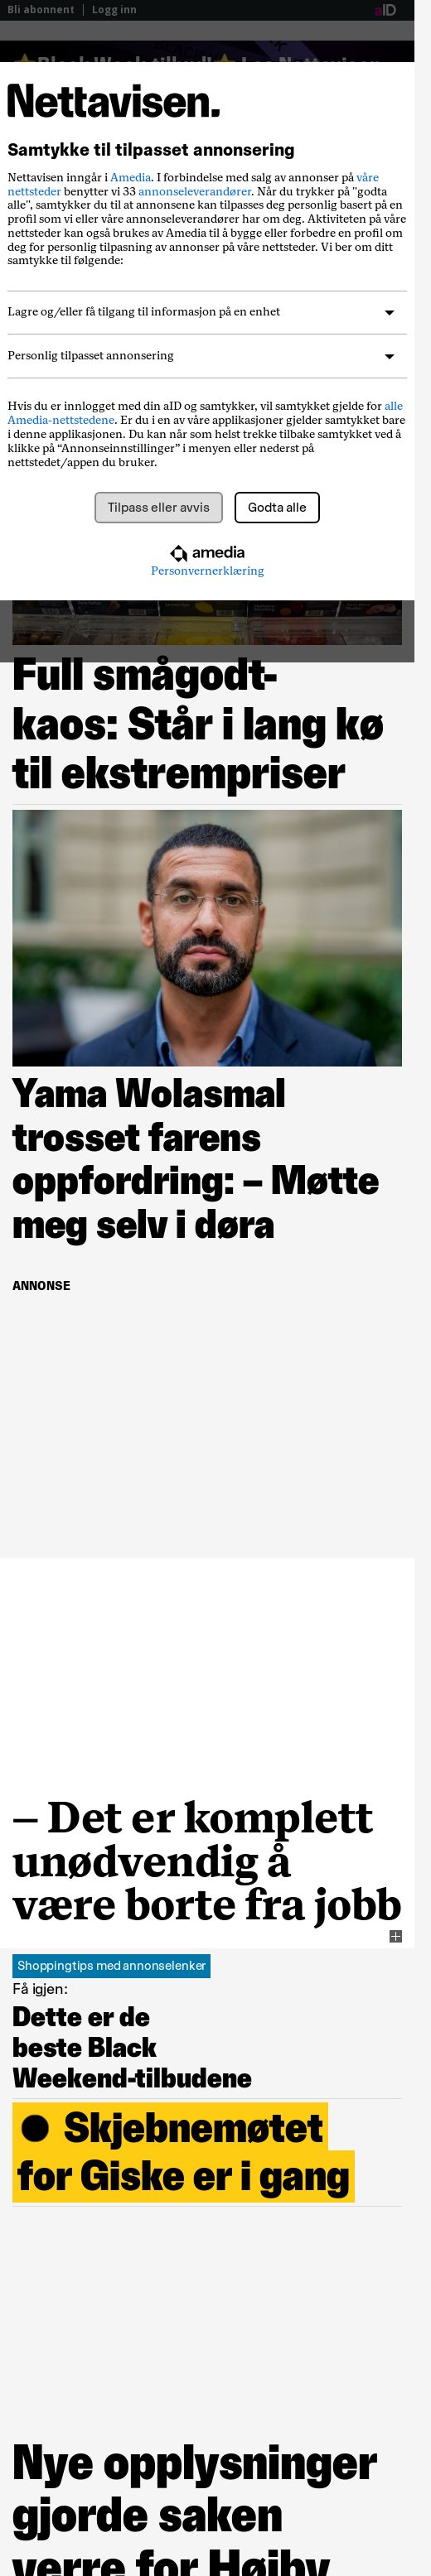 Bli abonnent | Logg inn aID
Nettavisen.
Samtykke til tilpasset annonsering
Nettavisen inngår i Amedia. I forbindelse med salg av annonser på våre
nettsteder benytter vi 33 annonseleverandører. Når du trykker på "godta
alle", samtykker du til at annonsene kan tilpasses deg personlig basert på en
profil som vi eller våre annonseleverandører har om deg. Aktiviteten på våre
nettsteder kan også brukes av Amedia til å bygge eller forbedre en profil om
deg for personlig tilpasning av annonser på våre nettsteder. Vi ber om ditt
samtykke til følgende:
Lagre og/eller få tilgang til informasjon på en enhet
Personlig tilpasset annonsering
Hvis du er innlogget med din aID og samtykker, vil samtykket gjelde for alle
Amedia-nettstedene. Er du i en av våre applikasjoner gjelder samtykket bare
i denne applikasjonen. Du kan når som helst trekke tilbake samtykket ved å
klikke på “Annonseinnstillinger” i menyen eller nederst på
nettstedet/appen du bruker.
Tilpass eller avvis Godta alle
amedia
Personvernerklæring
Full smågodt-
kaos: Står i lang kø
til ekstrempriser
Yama Wolasmal
trosset farens
oppfordring: – Møtte
meg selv i døra
ANNONSE
– Det er komplett
unødvendig å
være borte fra jobb
Shoppingtips med annonselenker
Få igjen:
Dette er de
beste Black
Weekend-tilbudene
Skjebnemøtet
for Giske er i gang
Nye opplysninger
gjorde saken
verre for Høiby